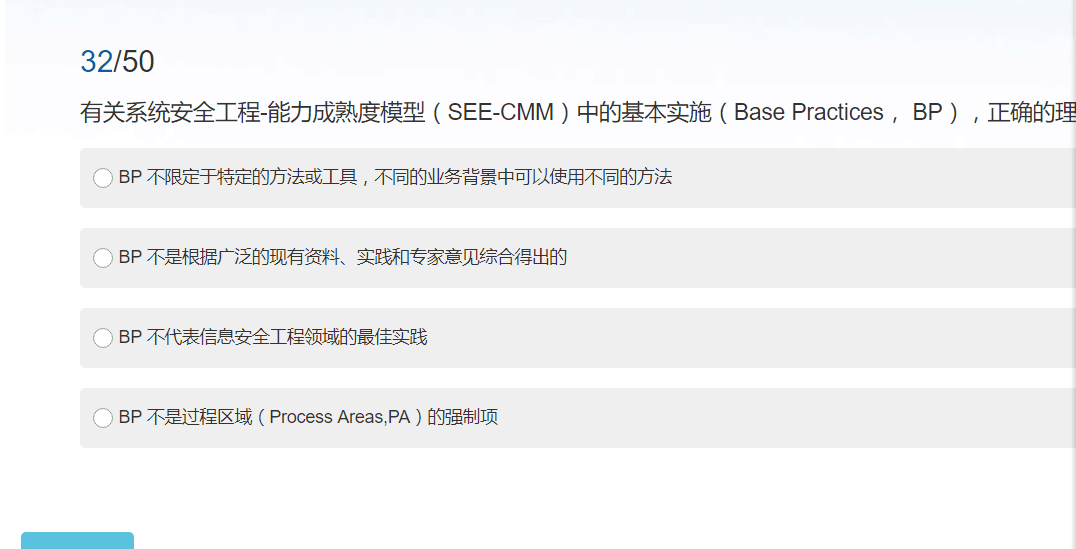 32/50
有关系统安全工程-能力成熟度模型（SEE-CMM）中的基本实施（Base Practices， BP），正确的理
BP 不限定于特定的方法或工具，不同的业务背景中可以使用不同的方法
BP 不是根据广泛的现有资料、实践和专家意见综合得出的
BP 不代表信息安全工程领域的最佳实践
BP 不是过程区域（Process Areas,PA）的强制项